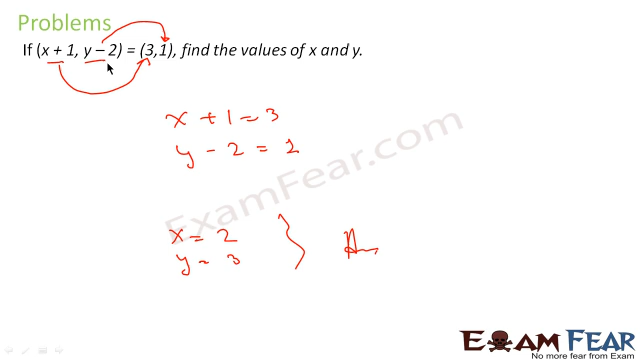 Problems
If (x + 1, y – 2) = (3,1), find the values of x and y.
x + 1 = 3
y - 2 = 1
ExamFear.com
x = 2
y = 3
Ans
EXAM FEAR
No more fear from exam